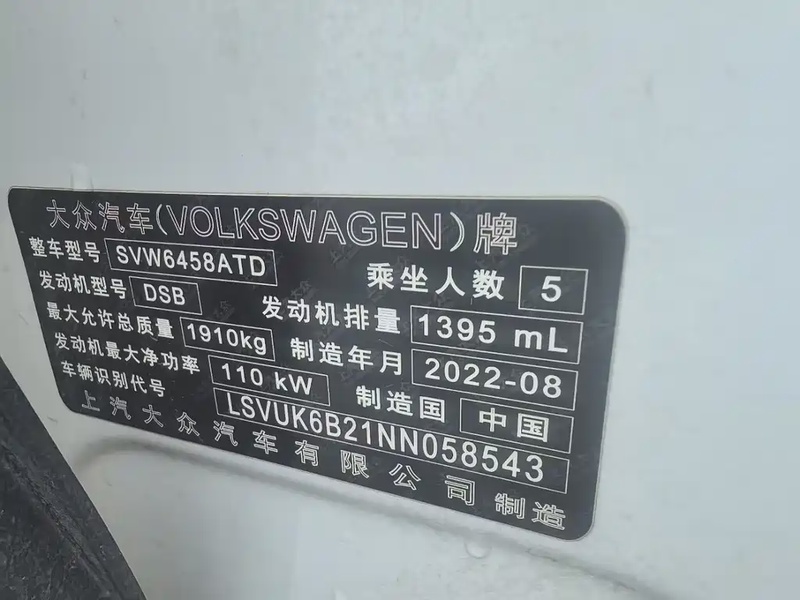 大众汽车(VOLKSWAGEN)牌
整车型号 SVW6458ATD 乘坐人数 5
发动机型号 DSB 发动机排量 1395 mL
最大允许总质量 1910kg 制造年月 2022-08
发动机最大净功率 110 kW 制造国 中国
车辆识别代号 LSVUK6B21NN058543
上汽大众汽车有限公司制造